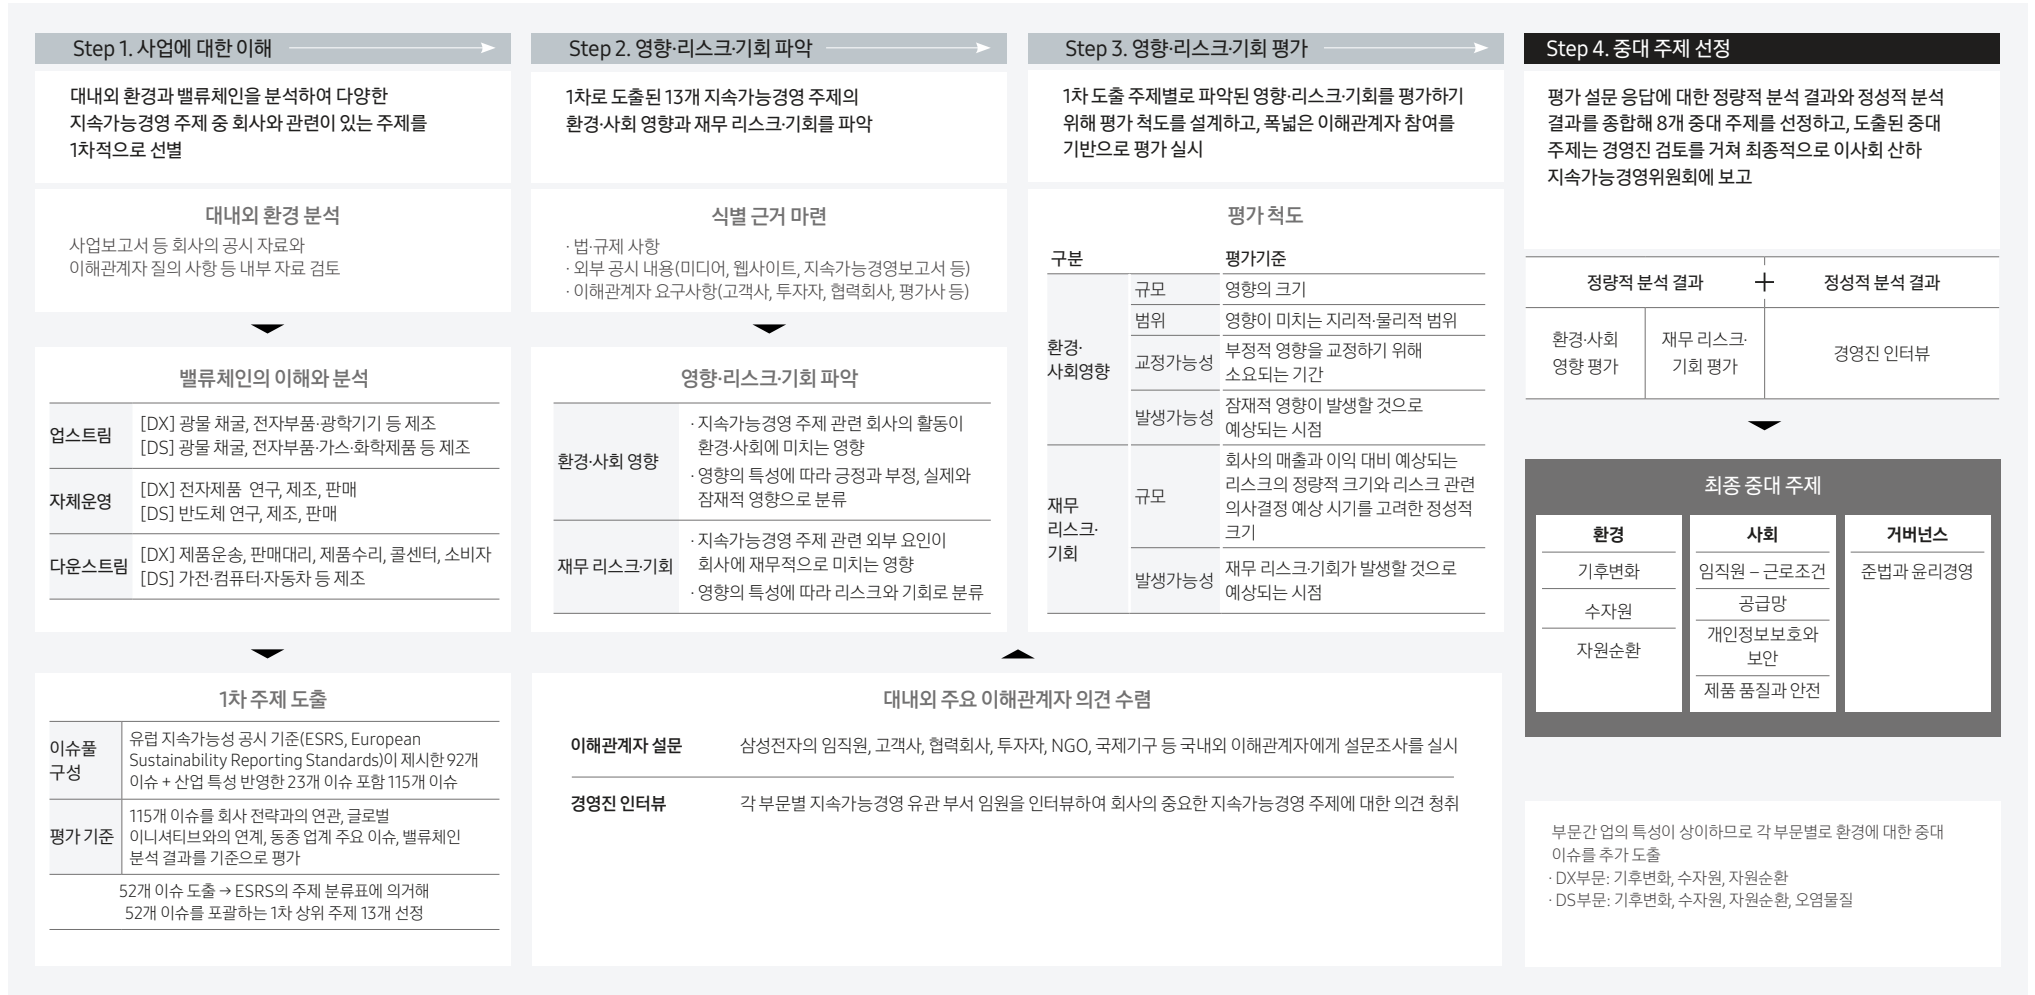 Step 1. 사업에 대한 이해
대내외 환경과 밸류체인을 분석하여 다양한
지속가능경영 주제 중 회사와 관련이 있는 주제를
1차적으로 선별
대내외 환경 분석
사업보고서 등 회사의 공시 자료와
이해관계자 질의 사항 등 내부 자료 검토
밸류체인의 이해와 분석
업스트림
[DX] 광물 채굴, 전자부품·광학기기 등 제조
[DS] 광물 채굴, 전자부품·가스·화학제품 등 제조
자체운영
[DX] 전자제품 연구, 제조, 판매
[DS] 반도체 연구, 제조, 판매
다운스트림
[DX] 제품운송, 판매대리, 제품수리, 콜센터, 소비자
[DS] 가전·컴퓨터·자동차 등 제조
1차 주제 도출
이슈풀
구성
유럽 지속가능성 공시 기준(ESRS, European
Sustainability Reporting Standards)이 제시한 92개
이슈 + 산업 특성 반영한 23개 이슈 포함 115개 이슈
평가 기준
115개 이슈를 회사 전략과의 연관, 글로벌
이니셔티브와의 연계, 동종 업계 주요 이슈, 밸류체인
분석 결과를 기준으로 평가
52개 이슈 도출 → ESRS의 주제 분류표에 의거해
52개 이슈를 포괄하는 1차 상위 주제 13개 선정
Step 2. 영향·리스크·기회 파악
1차로 도출된 13개 지속가능경영 주제의
환경·사회 영향과 재무 리스크·기회를 파악
식별 근거 마련
· 법·규제 사항
· 외부 공시 내용(미디어, 웹사이트, 지속가능경영보고서 등)
· 이해관계자 요구사항(고객사, 투자자, 협력회사, 평가사 등)
영향·리스크·기회 파악
환경·사회 영향
· 지속가능경영 주제 관련 회사의 활동이
환경·사회에 미치는 영향
· 영향의 특성에 따라 긍정과 부정, 실제와
잠재적 영향으로 분류
재무 리스크·기회
· 지속가능경영 주제 관련 외부 요인이
회사에 재무적으로 미치는 영향
· 영향의 특성에 따라 리스크와 기회로 분류
Step 3. 영향·리스크·기회 평가
1차 도출 주제별로 파악된 영향·리스크·기회를 평가하기
위해 평가 척도를 설계하고, 폭넓은 이해관계자 참여를
기반으로 평가 실시
평가 척도
구분
평가기준
환경·
사회영향
규모
영향의 크기
범위
영향이 미치는 지리적·물리적 범위
교정가능성
부정적 영향을 교정하기 위해
소요되는 기간
발생가능성
잠재적 영향이 발생할 것으로
예상되는 시점
재무
리스크·
기회
규모
회사의 매출과 이익 대비 예상되는
리스크의 정량적 크기와 리스크 관련
의사결정 예상 시기를 고려한 정성적
크기
발생가능성
재무 리스크·기회가 발생할 것으로
예상되는 시점
대내외 주요 이해관계자 의견 수렴
이해관계자 설문
삼성전자의 임직원, 고객사, 협력회사, 투자자, NGO, 국제기구 등 국내외 이해관계자에게 설문조사를 실시
경영진 인터뷰
각 부문별 지속가능경영 유관 부서 임원을 인터뷰하여 회사의 중요한 지속가능경영 주제에 대한 의견 청취
Step 4. 중대 주제 선정
평가 설문 응답에 대한 정량적 분석 결과와 정성적 분석
결과를 종합해 8개 중대 주제를 선정하고, 도출된 중대
주제는 경영진 검토를 거쳐 최종적으로 이사회 산하
지속가능경영위원회에 보고
정량적 분석 결과 + 정성적 분석 결과
환경·사회
영향 평가
재무 리스크·
기회 평가
경영진 인터뷰
최종 중대 주제
환경
기후변화
수자원
자원순환
사회
임직원 – 근로조건
공급망
개인정보보호와
보안
제품 품질과 안전
거버넌스
준법과 윤리경영
부문간 업의 특성이 상이하므로 각 부문별로 환경에 대한 중대
이슈를 추가 도출
· DX부문: 기후변화, 수자원, 자원순환
· DS부문: 기후변화, 수자원, 자원순환, 오염물질